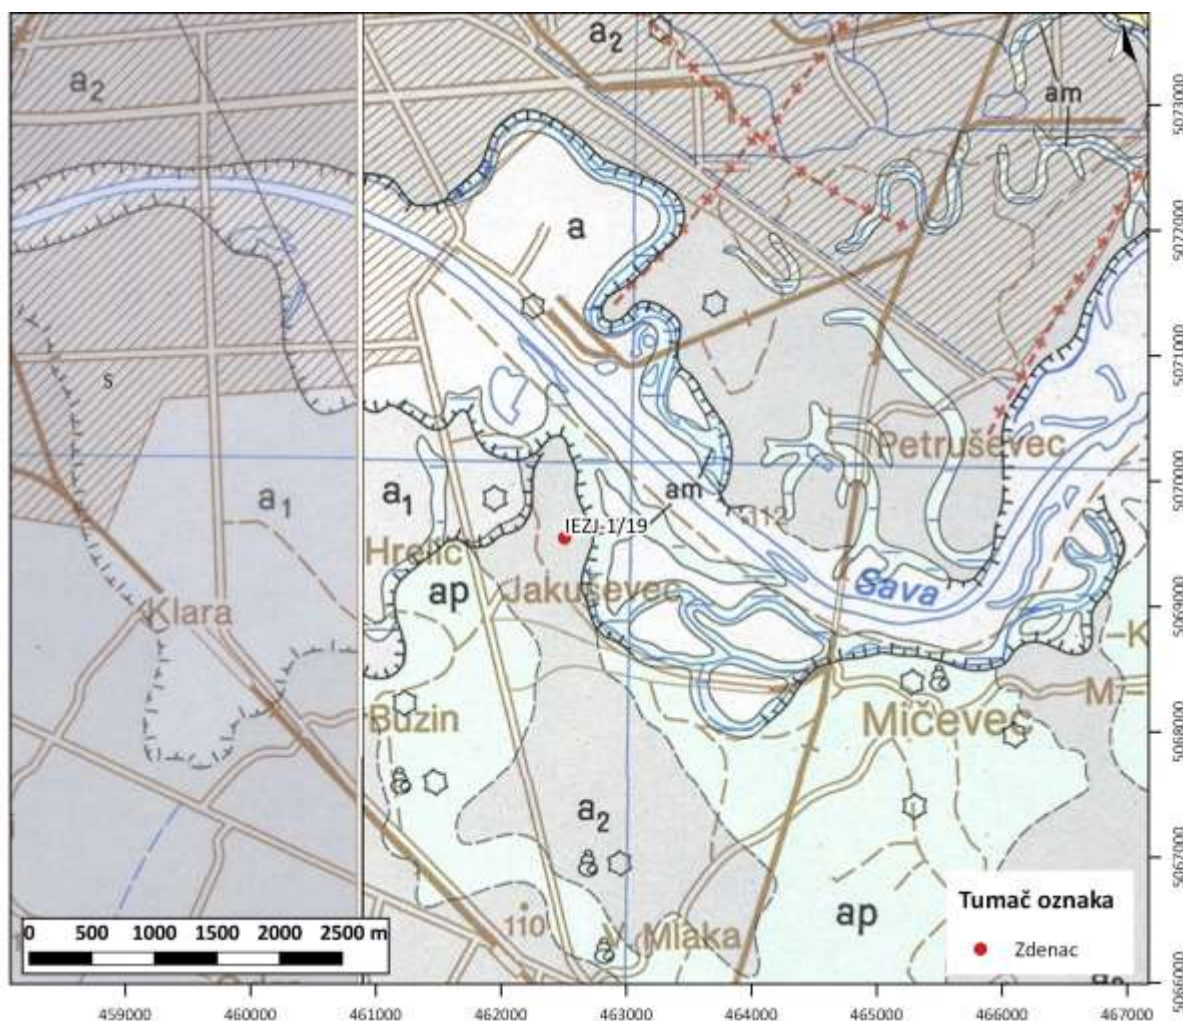 a₂
a₂
am
5073000
5072000
a
5071000
s
Petruševec
5070000
a₁
a₁
am
112
IEZJ-1/19
Hrelić
ap
Jakuševec
Sava
Klara
5069000
Buzin
Mičevec
M-
5068000
a₂
5067000
ap
Tumač oznaka
Zdenac
110
Mlaka
0 500 1000 1500 2000 2500 m
5066000
459000 460000 461000 462000 463000 464000 465000 466000 467000